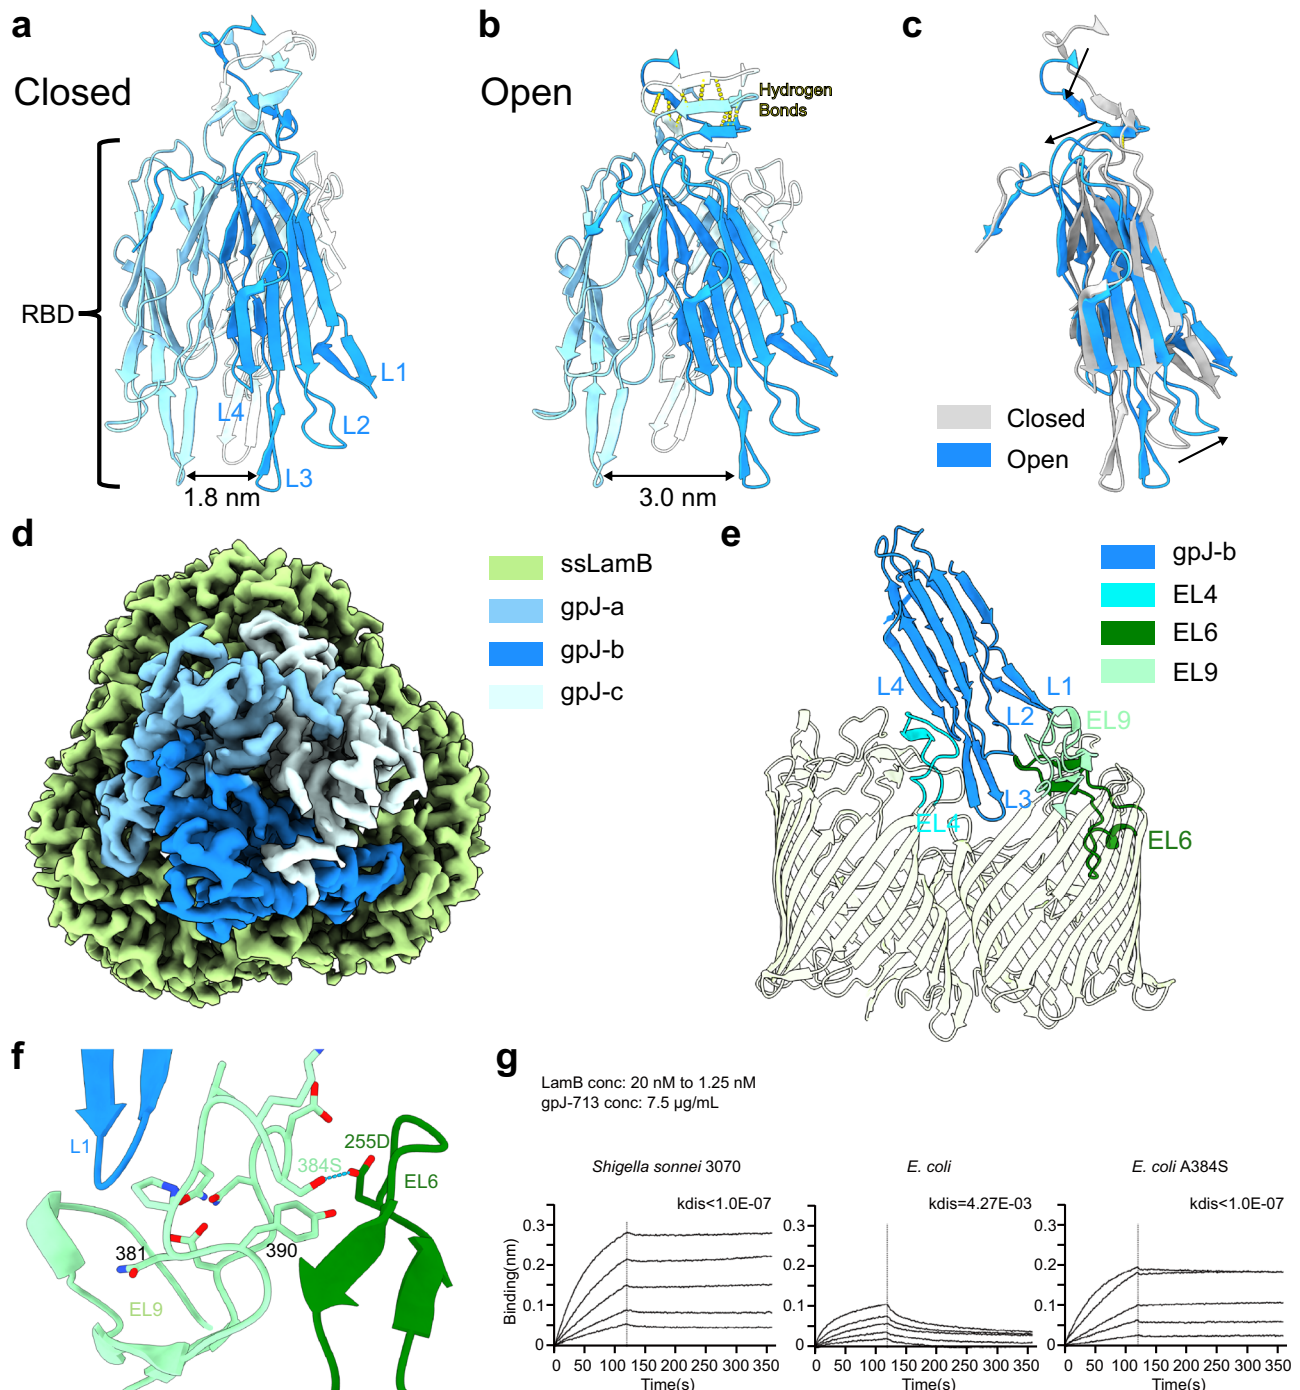 a
Closed
RBD
L1
L4
L2
L3
1.8 nm
b
Open
Hydrogen
Bonds
3.0 nm
c
Closed
Open
d
ssLamB
gpJ-a
gpJ-b
gpJ-c
e
gpJ-b
EL4
EL6
EL9
L4
L1
L2
EL9
L3
EL4
EL6
f
L1
255D
384S
EL6
381
390
EL9
g
LamB conc: 20 nM to 1.25 nM
gpJ-713 conc: 7.5 µg/mL
Shigella sonnei 3070
E. coli
E. coli A384S
kdis<1.0E-07
kdis=4.27E-03
kdis<1.0E-07
Binding(nm)
0.3
0.2
0.1
0
0 50 100 150 200 250 300 350
Time(s)
0.3
0.2
0.1
0
0 50 100 150 200 250 300 350
Time(s)
0.3
0.2
0.1
0
0 50 100 150 200 250 300 350
Time(s)